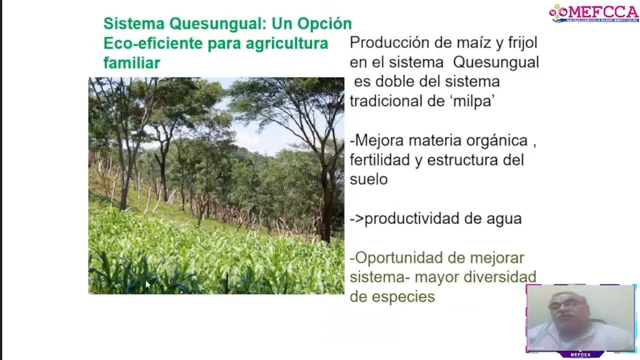 MEFCCA
Sistema Quesungual: Un Opción
Eco-eficiente para agricultura
familiar
Producción de maíz y frijol
en el sistema Quesungual
es doble del sistema
tradicional de ‘milpa’
-Mejora materia orgánica ,
fertilidad y estructura del
suelo
->productividad de agua
-Oportunidad de mejorar
sistema- mayor diversidad
de especies
MEFCCA